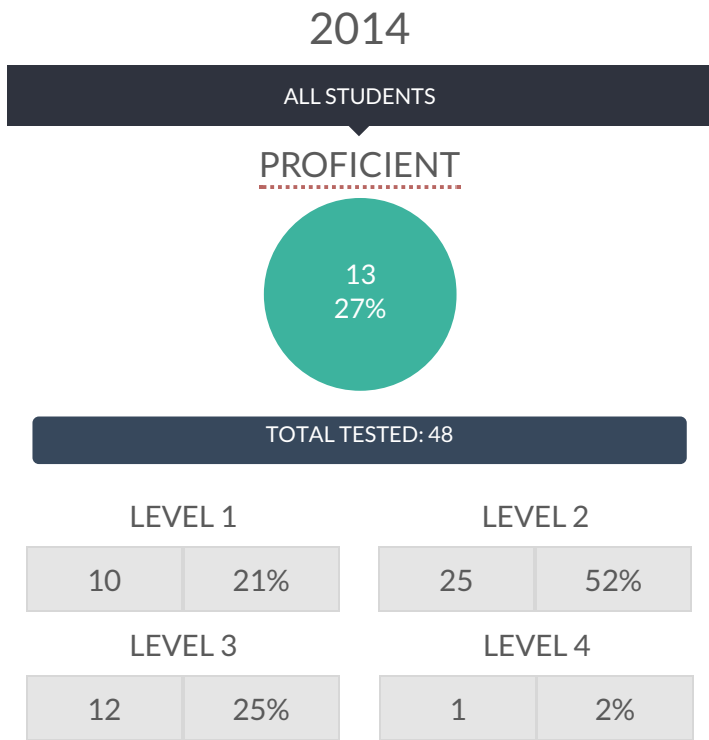 2014
ALL STUDENTS
PROFICIENT
13
27%
TOTAL TESTED: 48
LEVEL 1 LEVEL 2
10 21% 25 52%
LEVEL 3 LEVEL 4
12 25% 1 2%